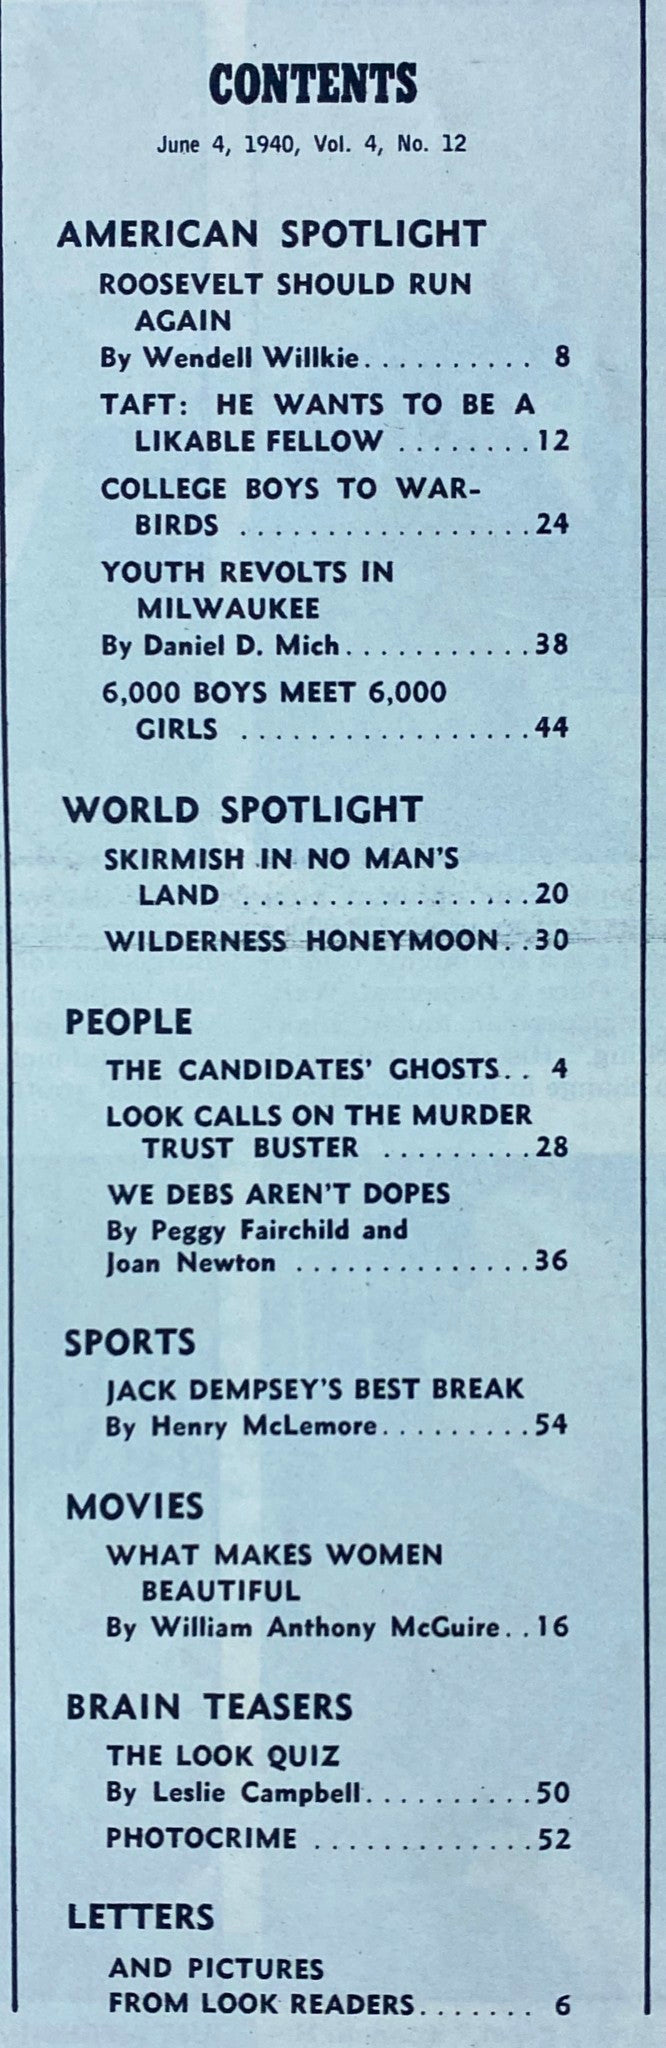 CONTENTS
June 4, 1940, Vol. 4, No. 12
AMERICAN SPOTLIGHT
ROOSEVELT SHOULD RUN
AGAIN
By Wendell Willkie.......... 8
TAFT: HE WANTS TO BE A
LIKABLE FELLOW ........12
COLLEGE BOYS TO WAR-
BIRDS .................24
YOUTH REVOLTS IN
MILWAUKEE
By Daniel D. Mich...........38
6,000 BOYS MEET 6,000
GIRLS .................44
WORLD SPOTLIGHT
SKIRMISH IN NO MAN'S
LAND .................20
WILDERNESS HONEYMOON..30
PEOPLE
THE CANDIDATES' GHOSTS.. 4
LOOK CALLS ON THE MURDER
TRUST BUSTER .........28
WE DEBS AREN'T DOPES
By Peggy Fairchild and
Joan Newton ..............36
SPORTS
JACK DEMPSEY'S BEST BREAK
By Henry McLemore.........54
MOVIES
WHAT MAKES WOMEN
BEAUTIFUL
By William Anthony McGuire..16
BRAIN TEASERS
THE LOOK QUIZ
By Leslie Campbell..........50
PHOTOCRIME .............52
LETTERS
AND PICTURES
FROM LOOK READERS....... 6